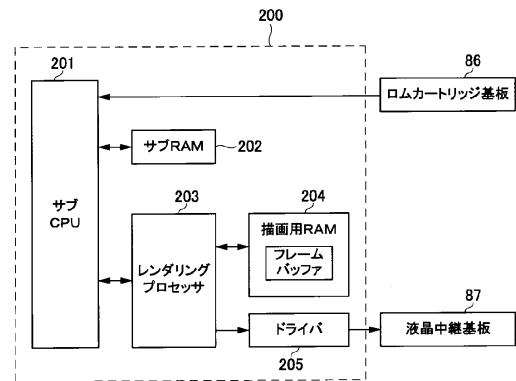 200
201
86
ロムカートリッジ基板
サブRAM
202
サブ
CPU
203
204
レンダリング
プロセッサ
描画用RAM
フレーム
バッファ
87
ドライバ
液晶中継基板
205